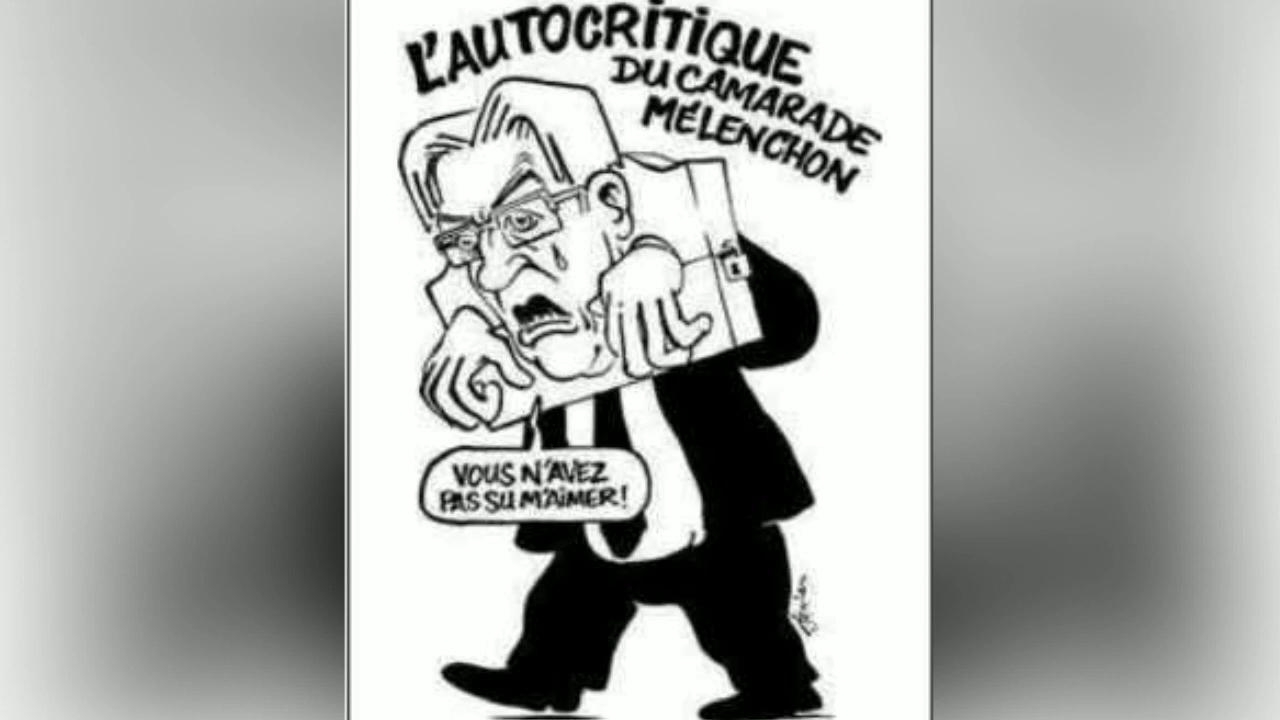 L'AUTOCRiTiQUE
DU CAMARADE
MÉLENCHON
VOUS N'AVEZ
PAS SU M'AiMER!